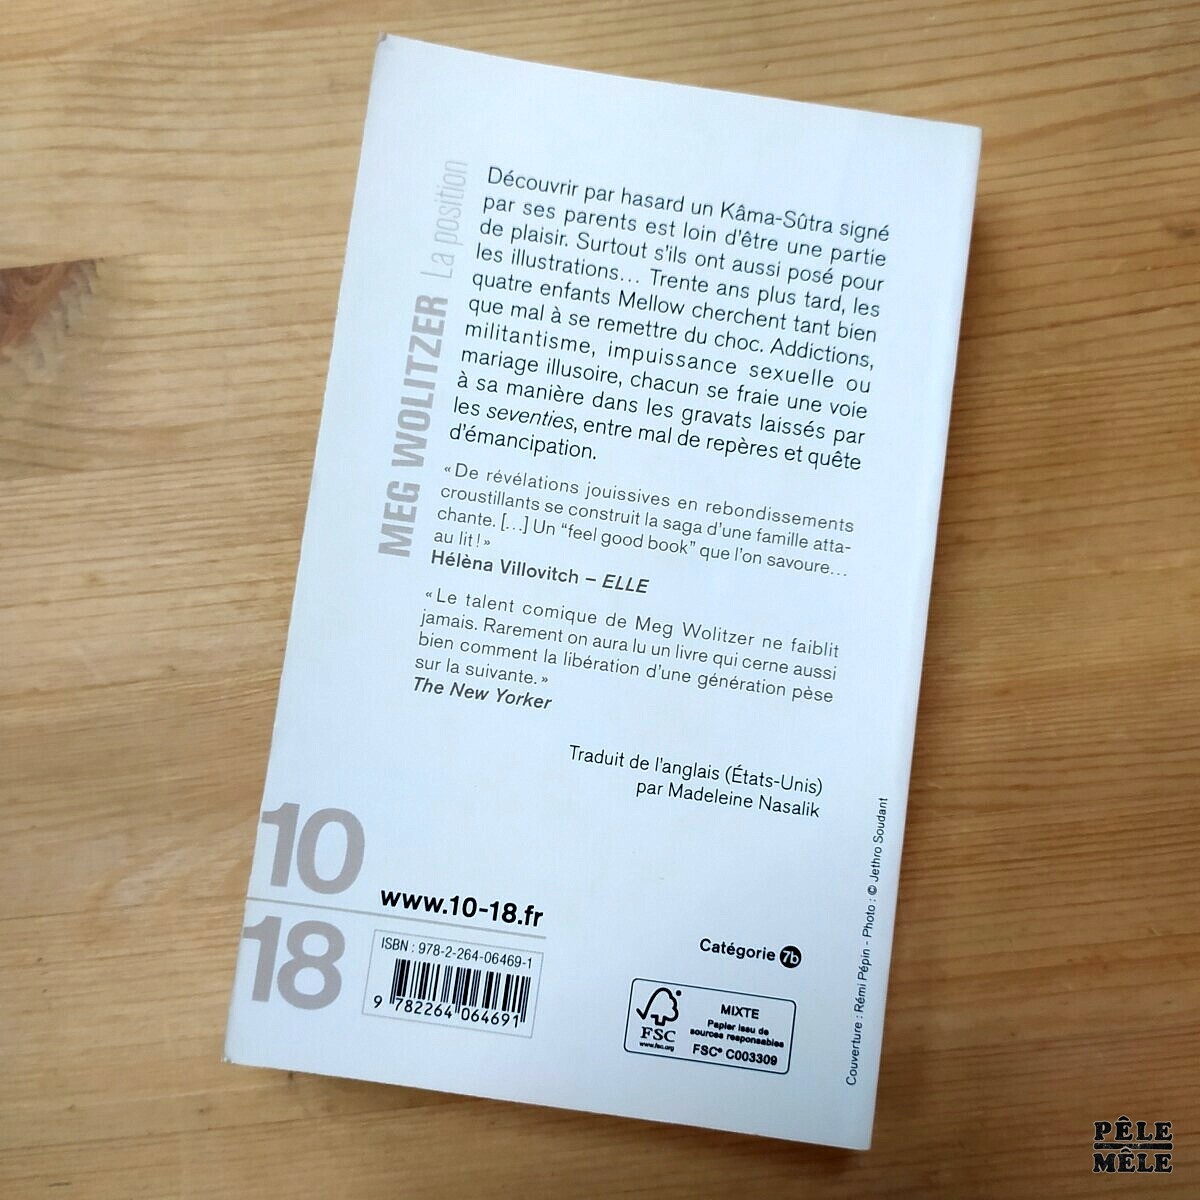 MEG WOLITZER La position
Découvrir par hasard un Kâma-Sûtra signé
par ses parents est loin d'être une partie
de plaisir. Surtout s'ils ont aussi posé pour
les illustrations... Trente ans plus tard, les
quatre enfants Mellow cherchent tant bien
que mal à se remettre du choc. Addictions,
militantisme, impuissance sexuelle ou
mariage illusoire, chacun se fraie une voie
à sa manière dans les gravats laissés par
les seventies, entre mal de repères et quête
d'émancipation.
« De révélations jouissives en rebondissements
croustillants se construit la saga d'une famille atta-
chante. [...] Un "feel good book" que l'on savoure...
au lit ! »
Hélèna Villovitch – ELLE
« Le talent comique de Meg Wolitzer ne faiblit
jamais. Rarement on aura lu un livre qui cerne aussi
bien comment la libération d'une génération pèse
sur la suivante. »
The New Yorker
Traduit de l'anglais (États-Unis)
par Madeleine Nasalik
10
18
www.10-18.fr
ISBN : 978-2-264-06469-1
9 782264 064691
Catégorie 7b
FSC
www.fsc.org
MIXTE
Papier issu de
sources responsables
FSC® C003309
Couverture : Rémi Pépin - Photo : © Jethro Soudant
PÊLE
MÊLE